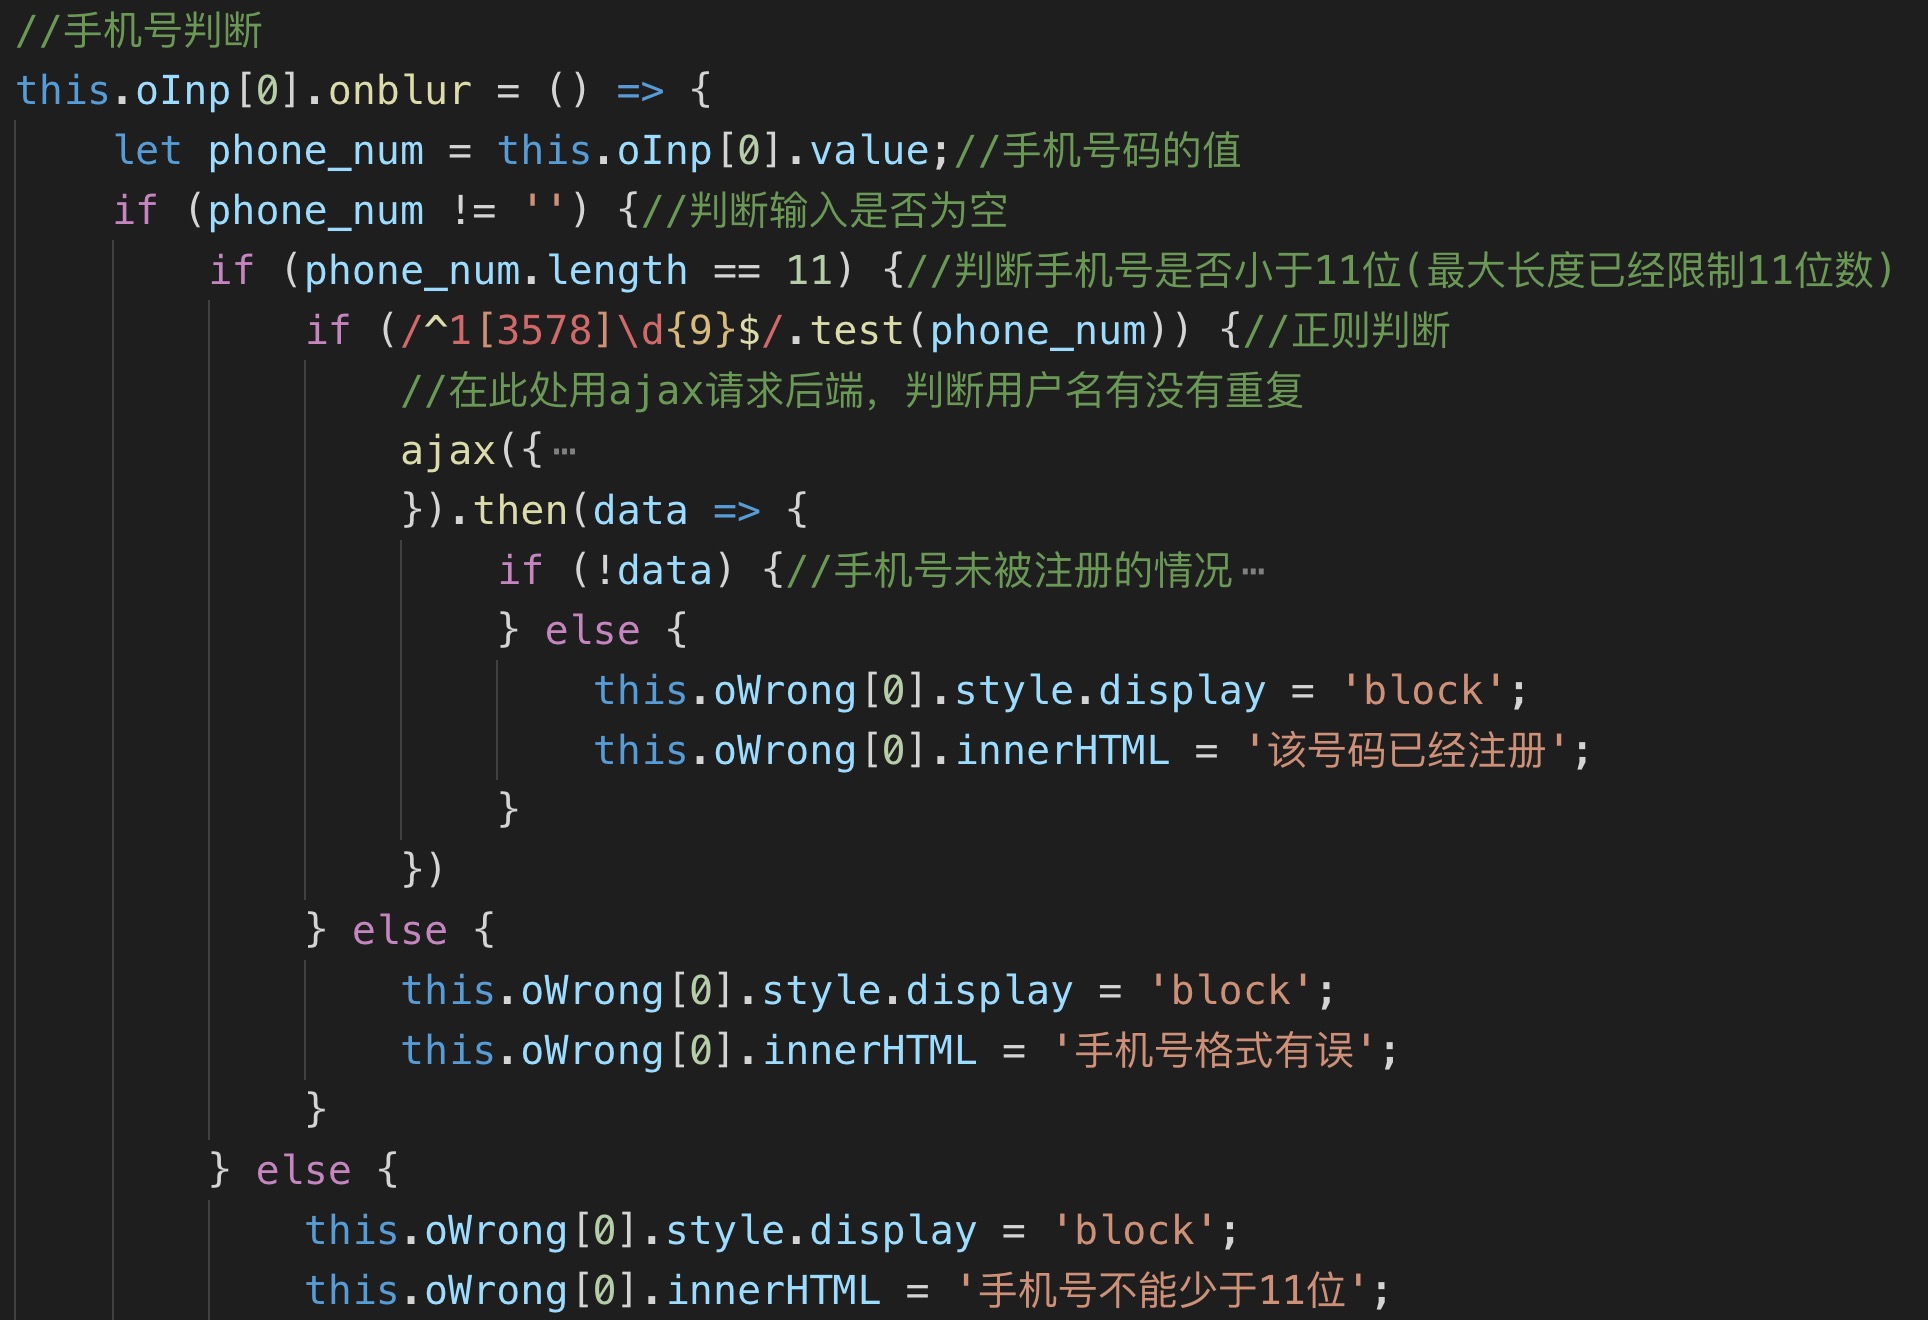 //手机号判断
this.oInp[0].onblur = () => {
let phone_num = this.oInp[0].value;//手机号码的值
if (phone_num != '') {//判断输入是否为空
if (phone_num.length == 11) {//判断手机号是否小于11位(最大长度已经限制11位数)
if (/^1[3578]\d{9}$/.test(phone_num)) {//正则判断
//在此处用ajax请求后端，判断用户名有没有重复
ajax({⋯
}).then(data => {
if (!data) {//手机号未被注册的情况⋯
} else {
this.oWrong[0].style.display = 'block';
this.oWrong[0].innerHTML = '该号码已经注册';
}
})
} else {
this.oWrong[0].style.display = 'block';
this.oWrong[0].innerHTML = '手机号格式有误';
}
} else {
this.oWrong[0].style.display = 'block';
this.oWrong[0].innerHTML = '手机号不能少于11位';